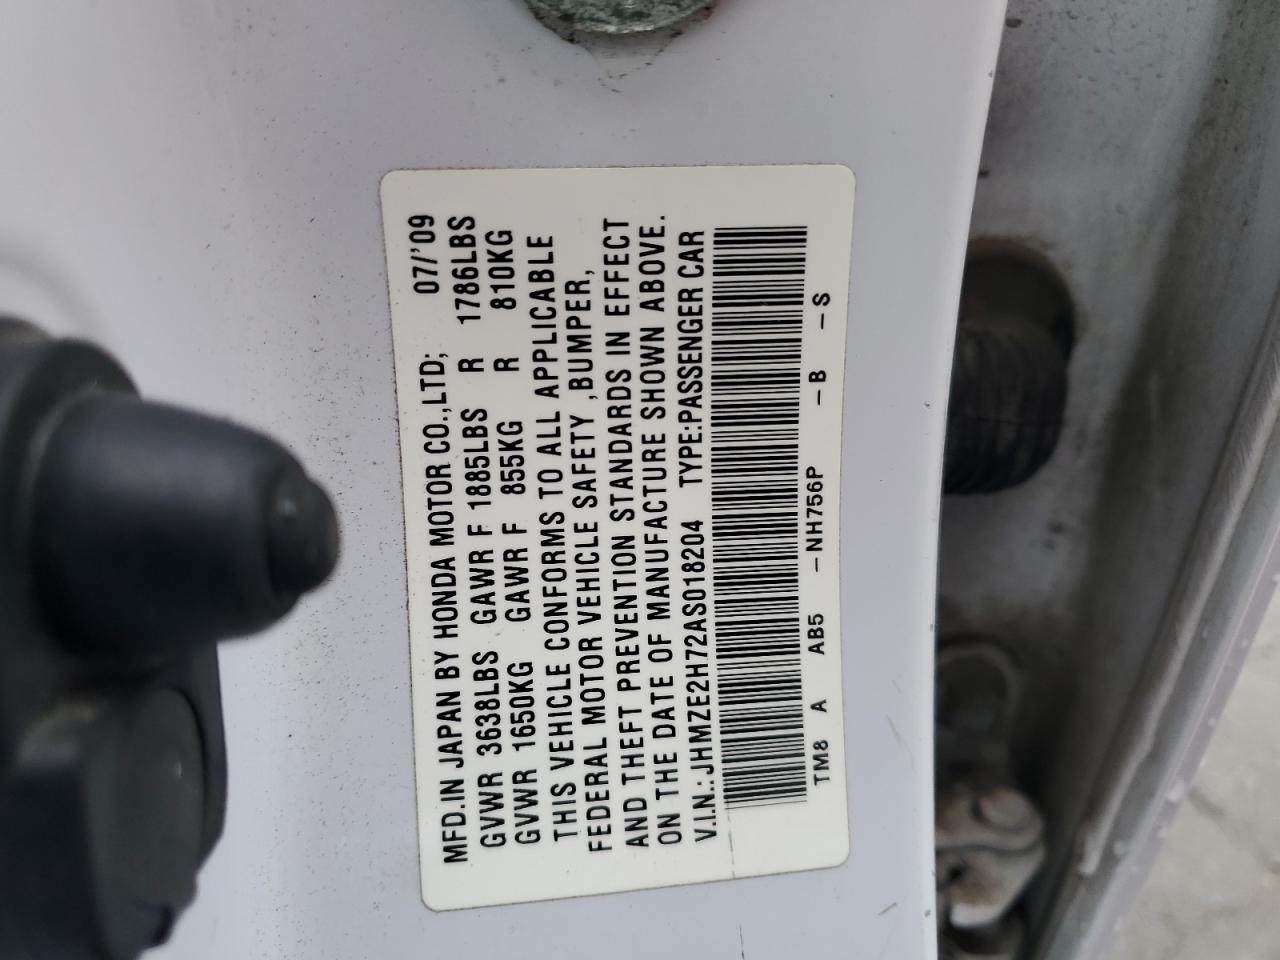 MFD.IN JAPAN BY HONDA MOTOR CO.,LTD; 07/'09
GVWR 3638LBS GAWR F 1885LBS R 1786LBS
GVWR 1650KG GAWR F 855KG R 810KG
THIS VEHICLE CONFORMS TO ALL APPLICABLE
FEDERAL MOTOR VEHICLE SAFETY ,BUMPER,
AND THEFT PREVENTION STANDARDS IN EFFECT
ON THE DATE OF MANUFACTURE SHOWN ABOVE.
V.I.N.: JHMZE2H72AS018204 TYPE:PASSENGER CAR
TM8 A AB5 -NH756P -B -S